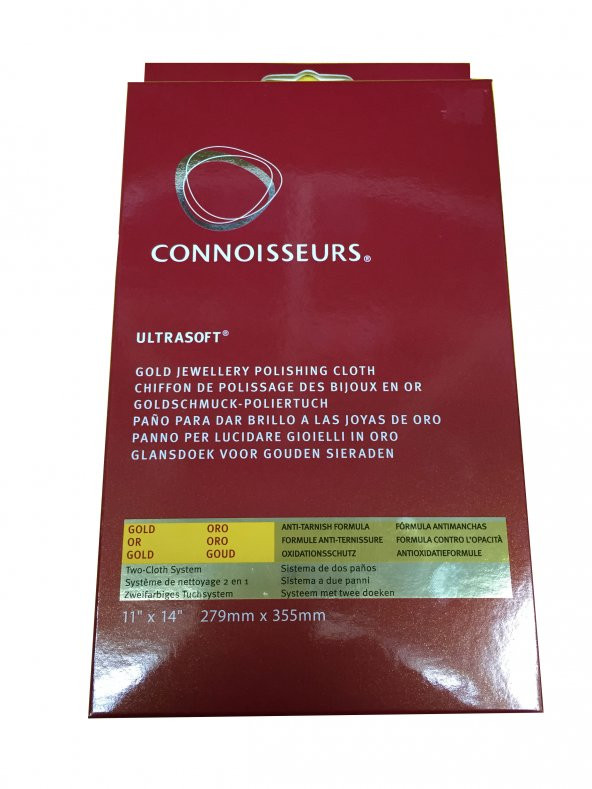 CONNOISSEURS®
ULTRASOFT®
GOLD JEWELLERY POLISHING CLOTH
CHIFFON DE POLISSAGE DES BIJOUX EN OR
GOLDSCHMUCK-POLIERTUCH
PAÑO PARA DAR BRILLO A LAS JOYAS DE ORO
PANNO PER LUCIDARE GIOIELLI IN ORO
GLANSDOEK VOOR GOUDEN SIERADEN
GOLD ORO ANTI-TARNISH FORMULA FÓRMULA ANTIMANCHAS
OR ORO FORMULE ANTI-TERNISSURE FORMULA CONTRO L'OPACITÀ
GOLD GOUD OXIDATIONSSCHUTZ ANTIOXIDATIEFORMULE
Two-Cloth System Sistema de dos paños
Système de nettoyage 2 en 1 Sistema a due panni
Zweifarbiges Tuchsystem Systeem met twee doeken
11" x 14" 279mm x 355mm